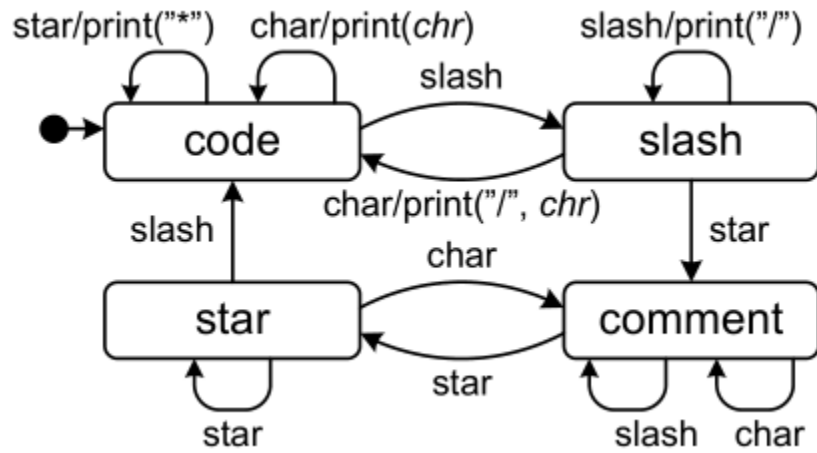 star/print("*")
char/print(chr)
slash/print("/")
slash
code
slash
char/print("/", chr)
slash
star
char
star
comment
star
star
slash
char